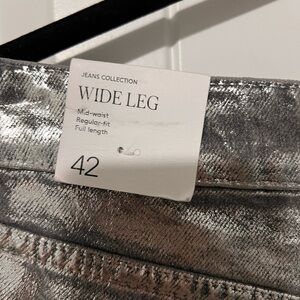 JEANS COLLECTION
WIDE LEG
Mid-waist
Regular-fit
Full length
42